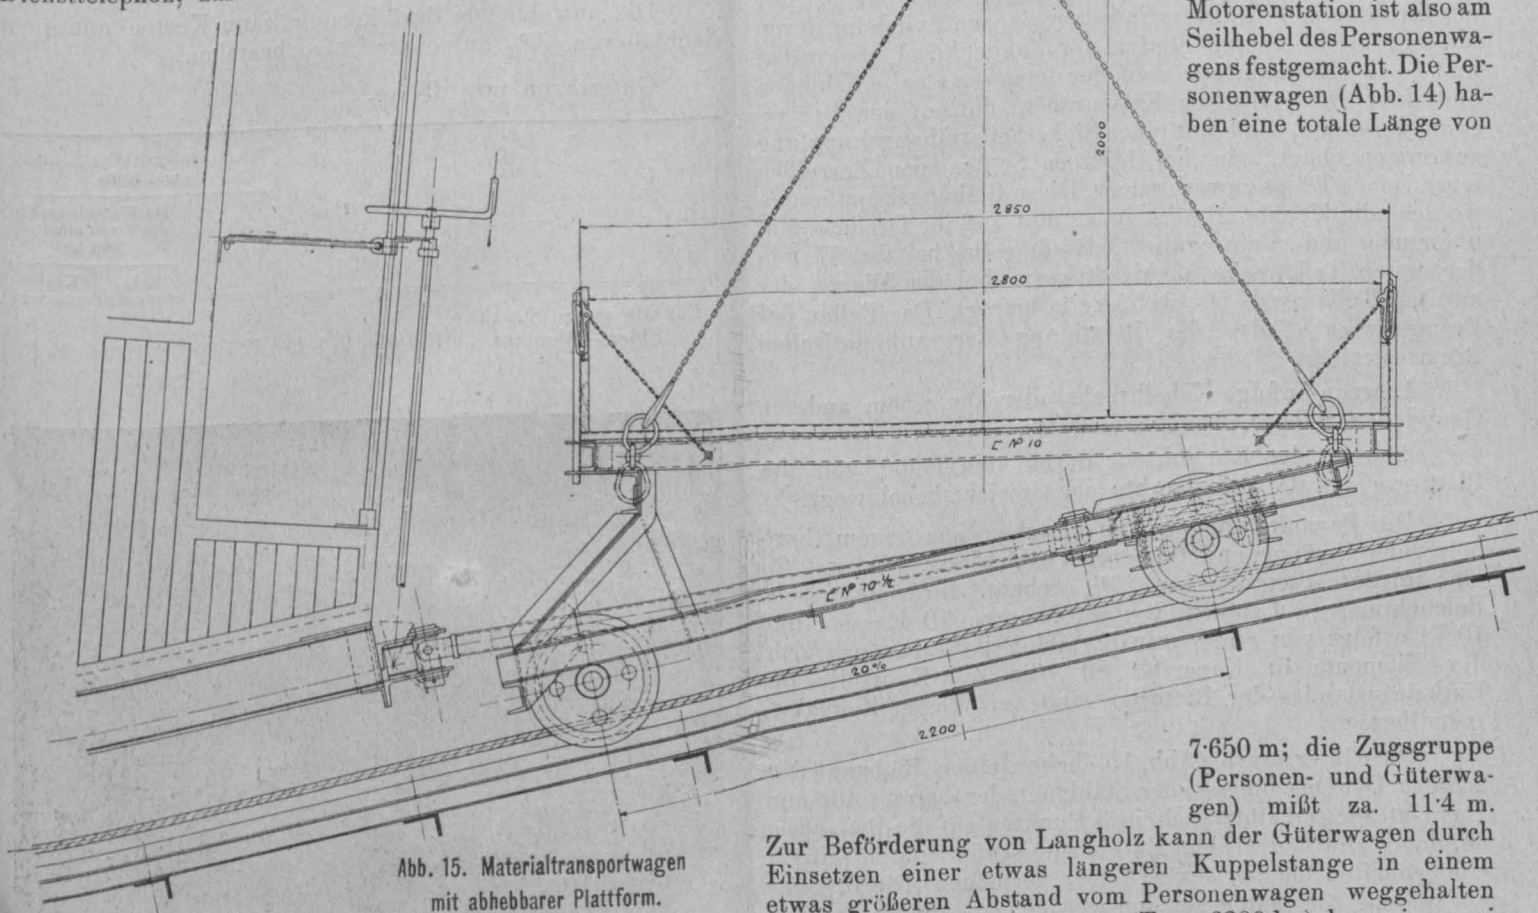 Motorenstation ist also am
Seilhebel des Personenwa-
gens festgemacht. Die Per-
sonenwagen (Abb. 14) ha-
ben eine totale Länge von
2000
2850
2800
[ Nº 10
[ Nº 10 ½
20%
2200
Abb. 15. Materialtransportwagen
mit abhebbarer Plattform.
7·650 m; die Zugsgruppe
(Personen- und Güterwa-
gen) mißt za. 11·4 m.
Zur Beförderung von Langholz kann der Güterwagen durch
Einsetzen einer etwas längeren Kuppelstange in einem
etwas größeren Abstand vom Personenwagen weggehalten